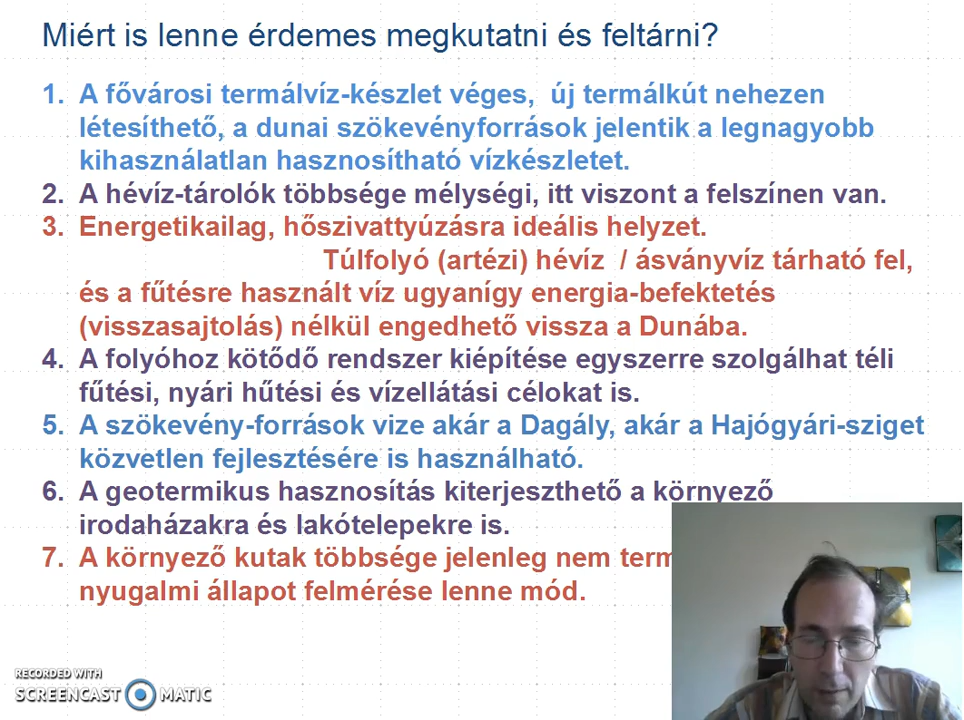 Miért is lenne érdemes megkutatni és feltárni?
1. A fővárosi termálvíz-készlet véges, új termálkút nehezen
létesíthető, a dunai szökevényforrások jelentik a legnagyobb
kihasználatlan hasznosítható vízkészletet.
2. A hévíz-tárolók többsége mélységi, itt viszont a felszínen van.
3. Energetikailag, hőszivattyúzásra ideális helyzet.
Túlfolyó (artézi) hévíz / ásványvíz tárható fel,
és a fűtésre használt víz ugyanígy energia-befektetés
(visszasajtolás) nélkül engedhető vissza a Dunába.
4. A folyóhoz kötődő rendszer kiépítése egyszerre szolgálhat téli
fűtési, nyári hűtési és vízellátási célokat is.
5. A szökevény-források vize akár a Dagály, akár a Hajógyári-sziget
közvetlen fejlesztésére is használható.
6. A geotermikus hasznosítás kiterjeszthető a környező
irodaházakra és lakótelepekre is.
7. A környező kutak többsége jelenleg nem
nyugalmi állapot felmérése lenne mód.
RECORDED WITH
SCREENCAST MATIC